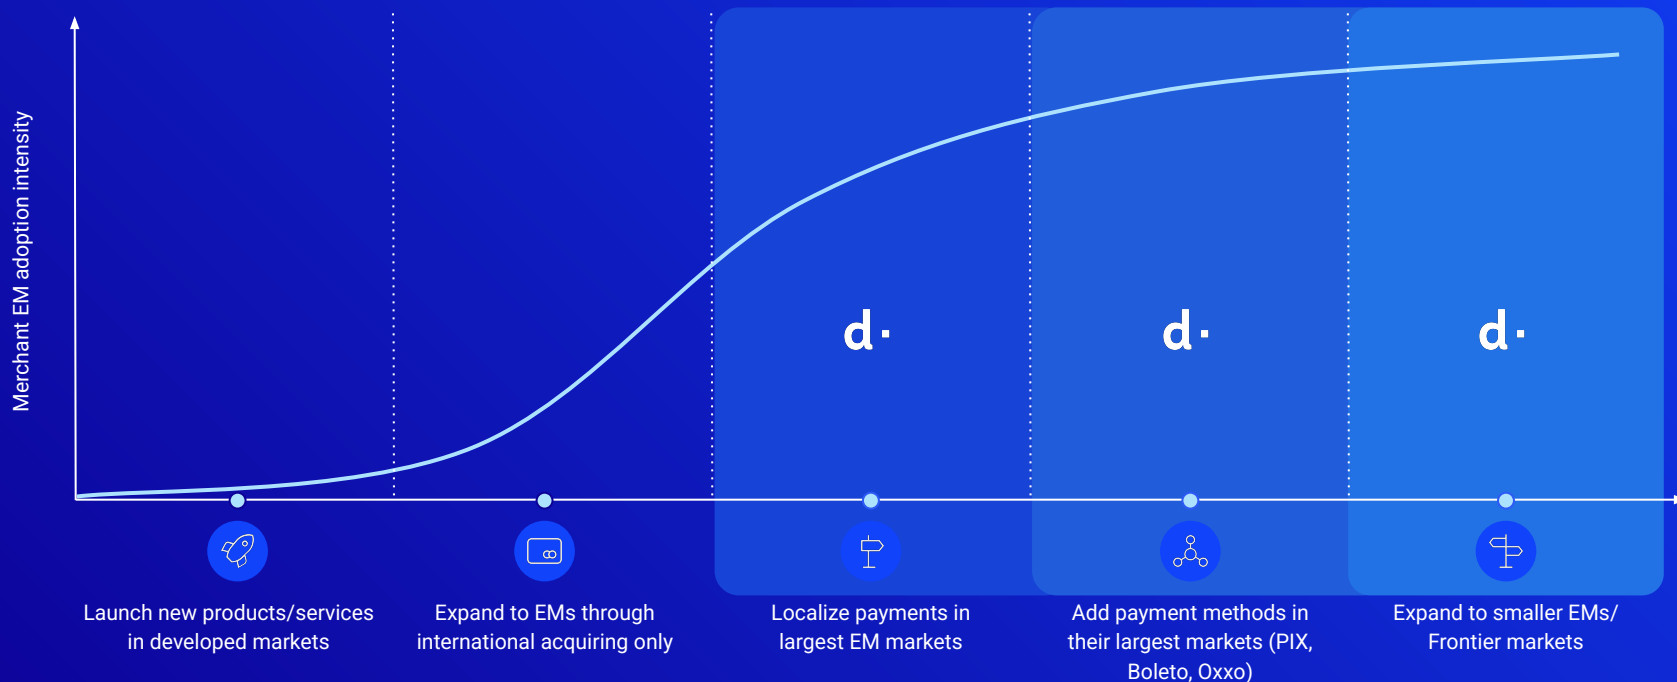 Merchant EM adoption intensity
d·
d·
d·
Launch new products/services
in developed markets
Expand to EMs through
international acquiring only
Localize payments in
largest EM markets
Add payment methods in
their largest markets (PIX,
Boleto, Oxxo)
Expand to smaller EMs/
Frontier markets